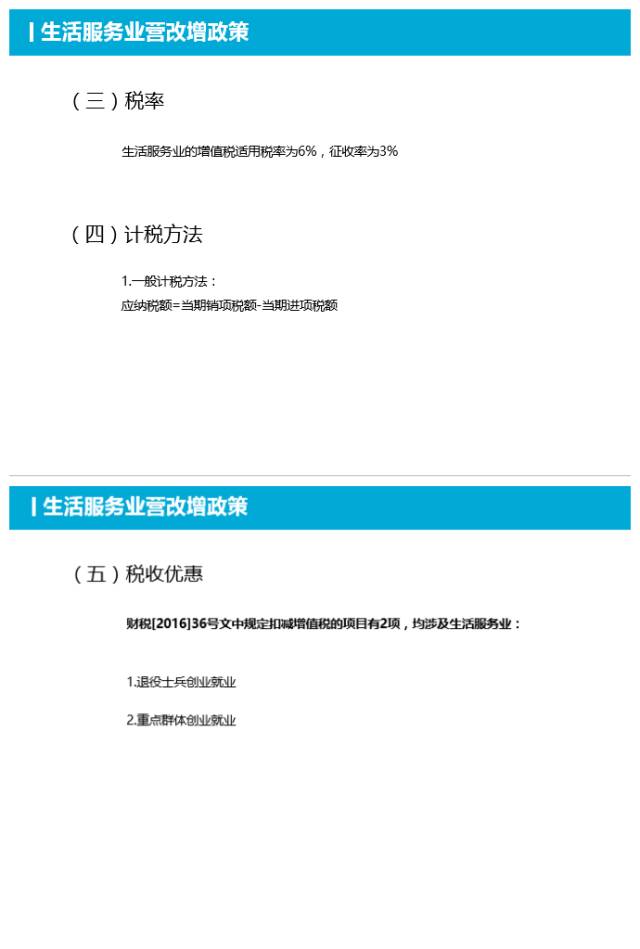 生活服务业营改增政策
（三）税率
生活服务业的增值税适用税率为6%，征收率为3%
（四）计税方法
1.一般计税方法：
应纳税额=当期销项税额-当期进项税额
生活服务业营改增政策
（五）税收优惠
财税[2016]36号文中规定扣减增值税的项目有2项，均涉及生活服务业：
1.退役士兵创业就业
2.重点群体创业就业